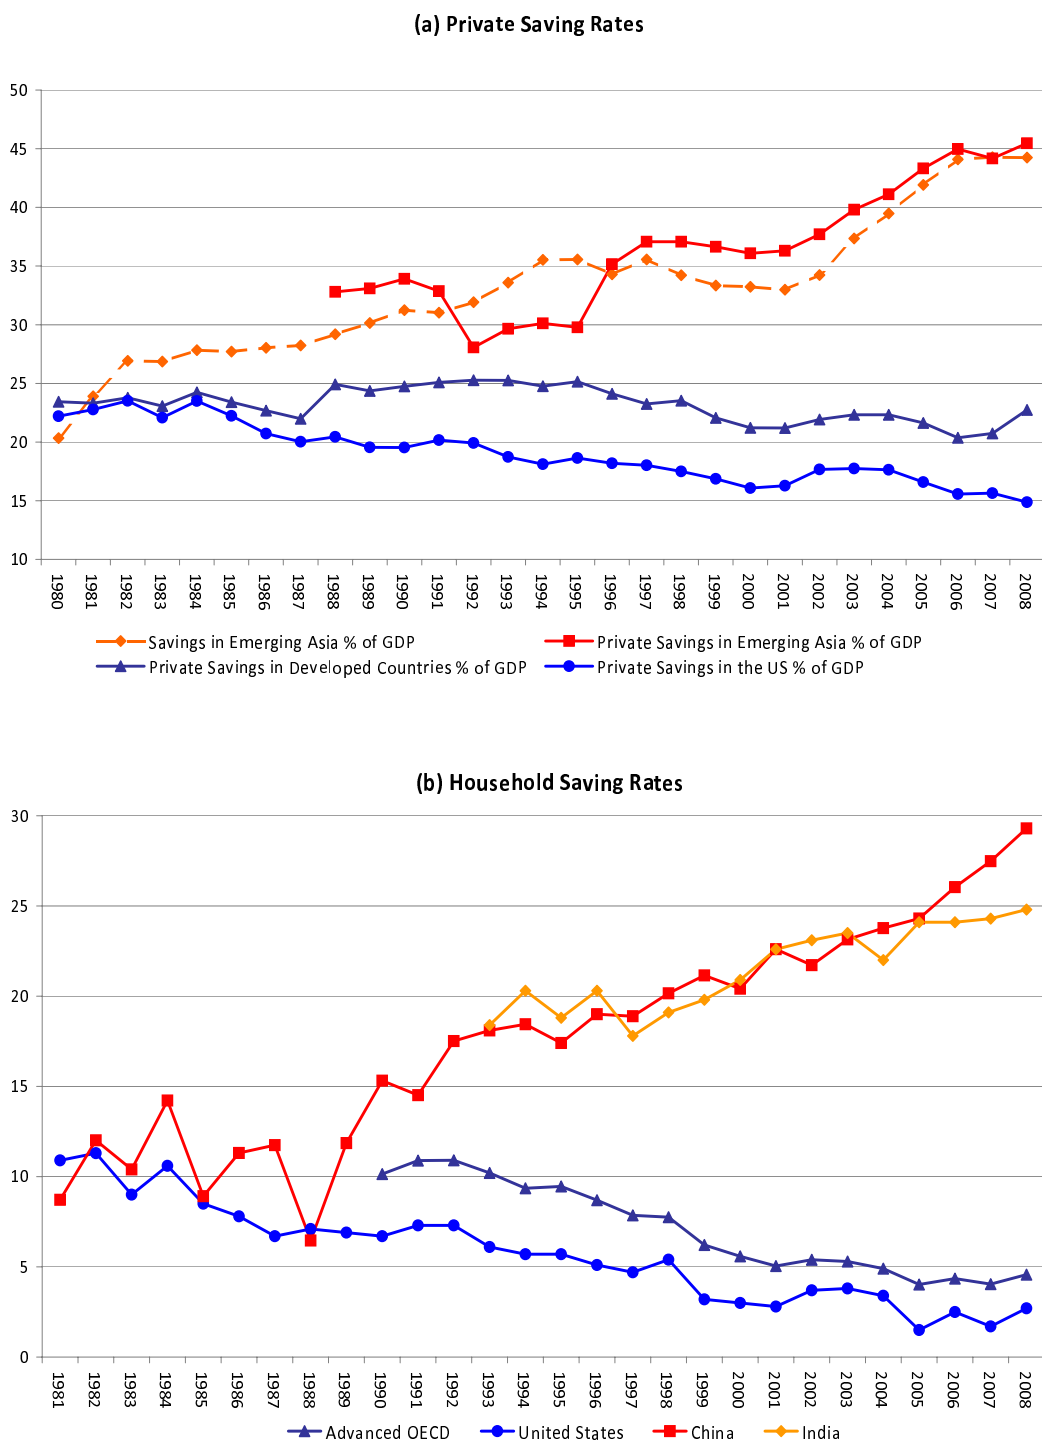 (a) Private Saving Rates
50
45
40
35
30
25
20
15
10
1980 1981 1982 1983 1984 1985 1986 1987 1988 1989 1990 1991 1992 1993 1994 1995 1996 1997 1998 1999 2000 2001 2002 2003 2004 2005 2006 2007 2008
Savings in Emerging Asia % of GDP Private Savings in Emerging Asia % of GDP
Private Savings in Developed Countries % of GDP Private Savings in the US % of GDP
(b) Household Saving Rates
30
25
20
15
10
5
0
1981 1982 1983 1984 1985 1986 1987 1988 1989 1990 1991 1992 1993 1994 1995 1996 1997 1998 1999 2000 2001 2002 2003 2004 2005 2006 2007 2008
Advanced OECD United States China India